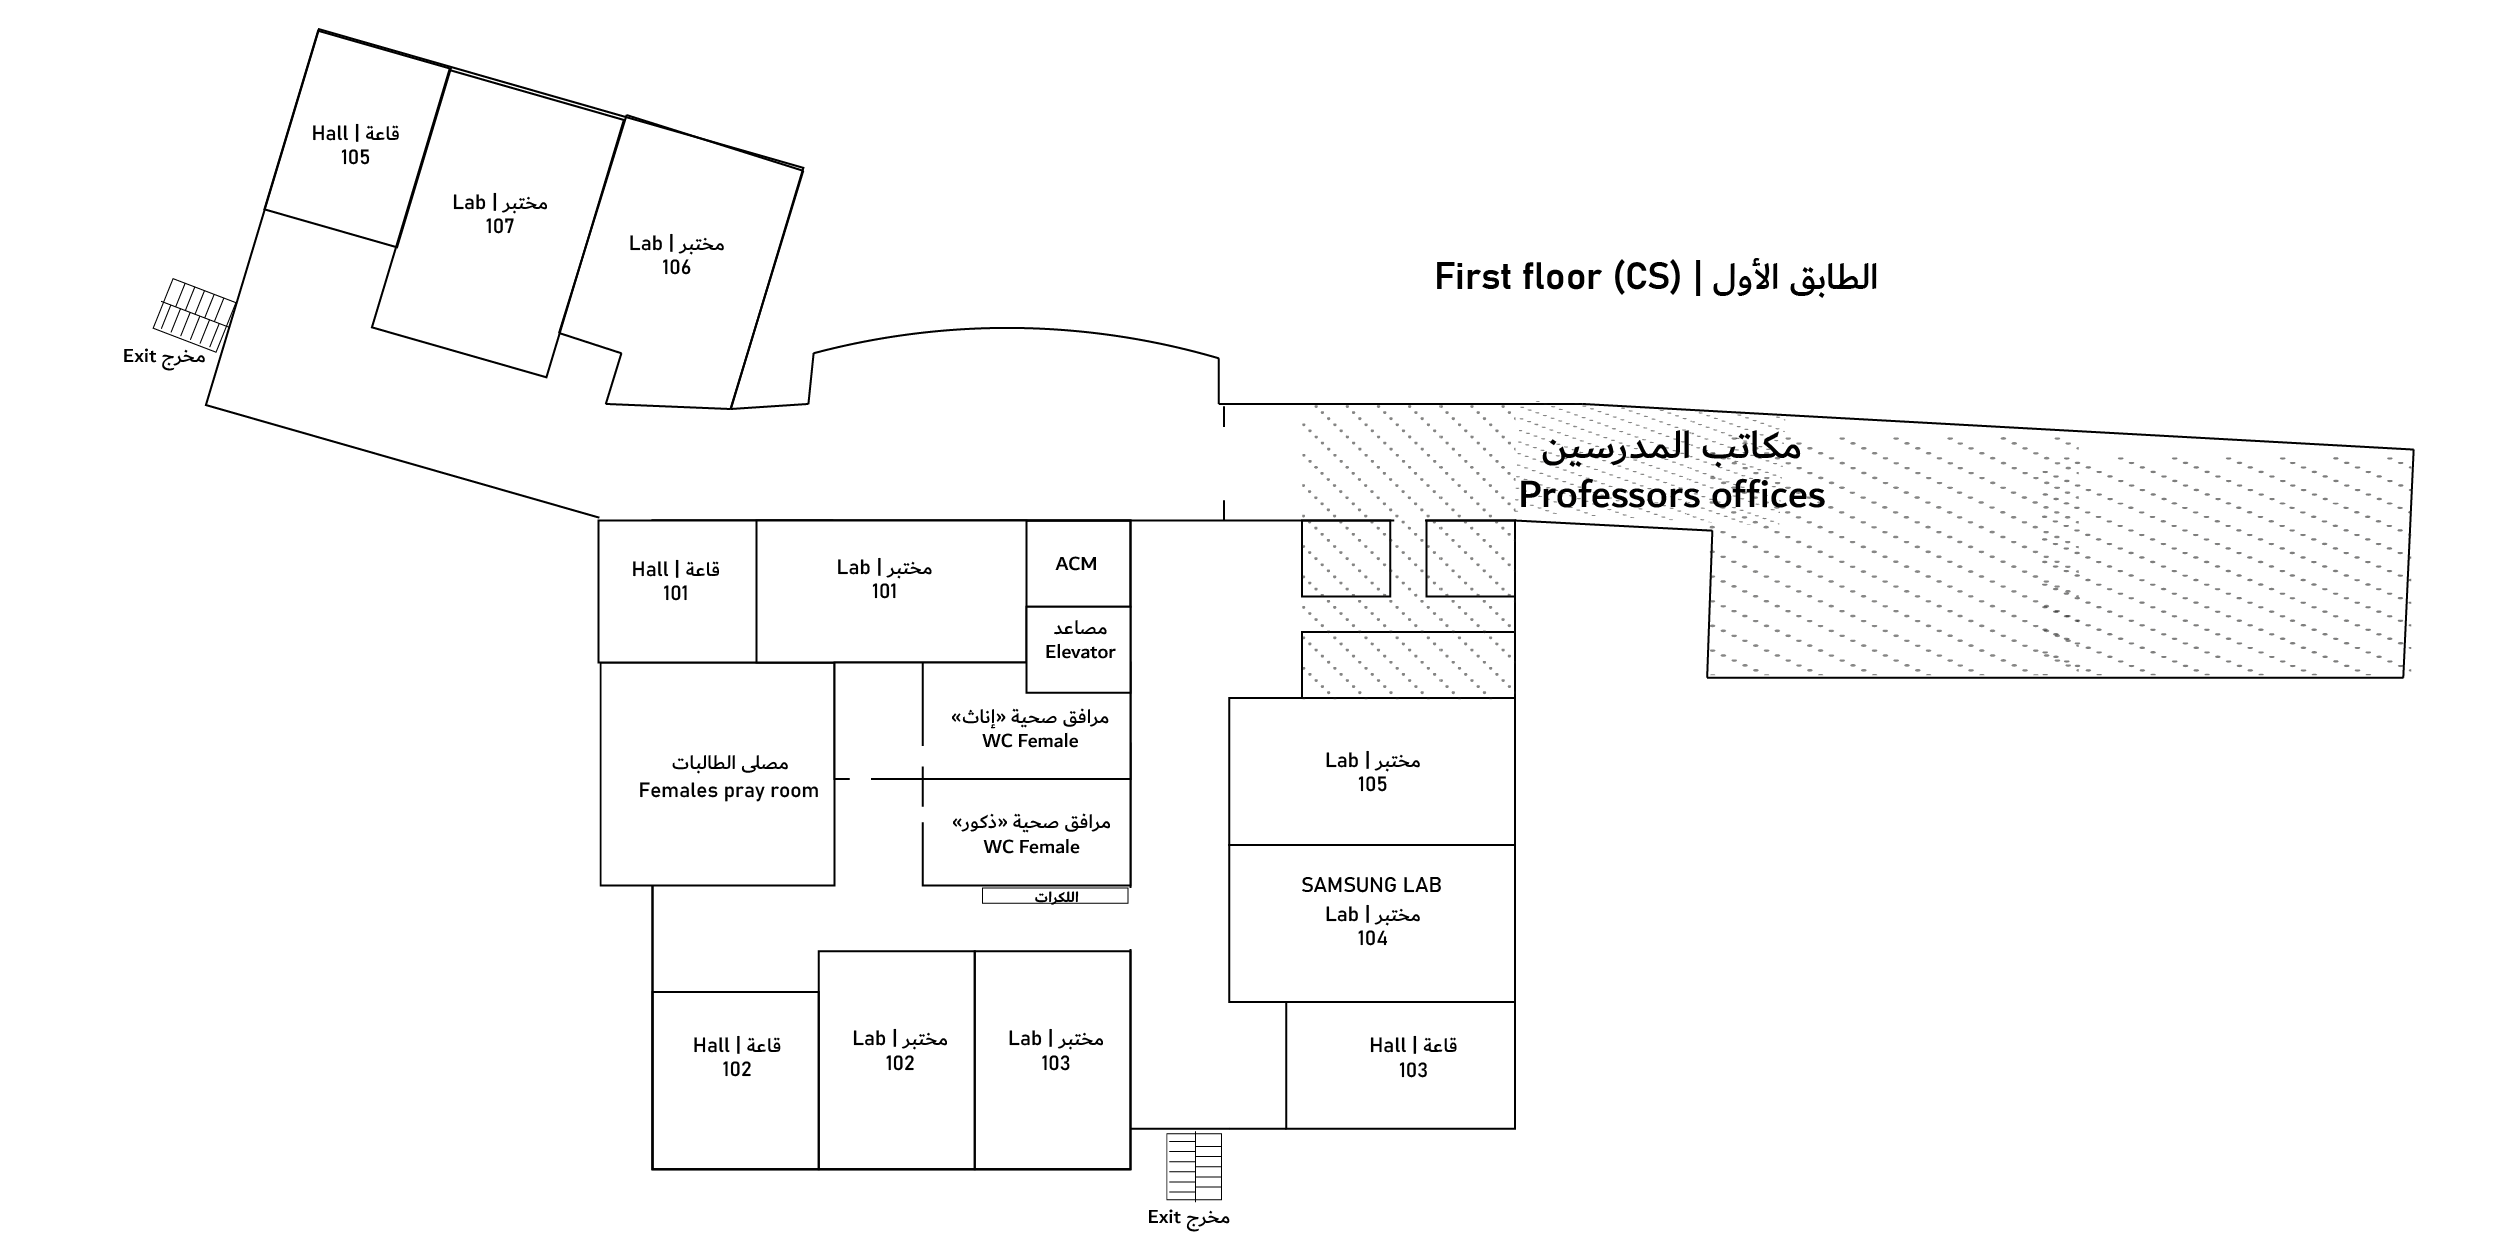 Hall | قاعة
105
Lab | مختبر
107
Lab | مختبر
106
First floor (CS) | الطابق الأول
Exit مخرج
مكاتب المدرسين
Professors offices
Hall | قاعة
101
Lab | مختبر
101
ACM
مصاعد
Elevator
مرافق صحية «إناث»
WC Female
مصلى الطالبات
Females pray room
مرافق صحية «ذكور»
WC Female
اللكرات
Lab | مختبر
105
SAMSUNG LAB
Lab | مختبر
104
Hall | قاعة
102
Lab | مختبر
102
Lab | مختبر
103
Hall | قاعة
103
Exit مخرج